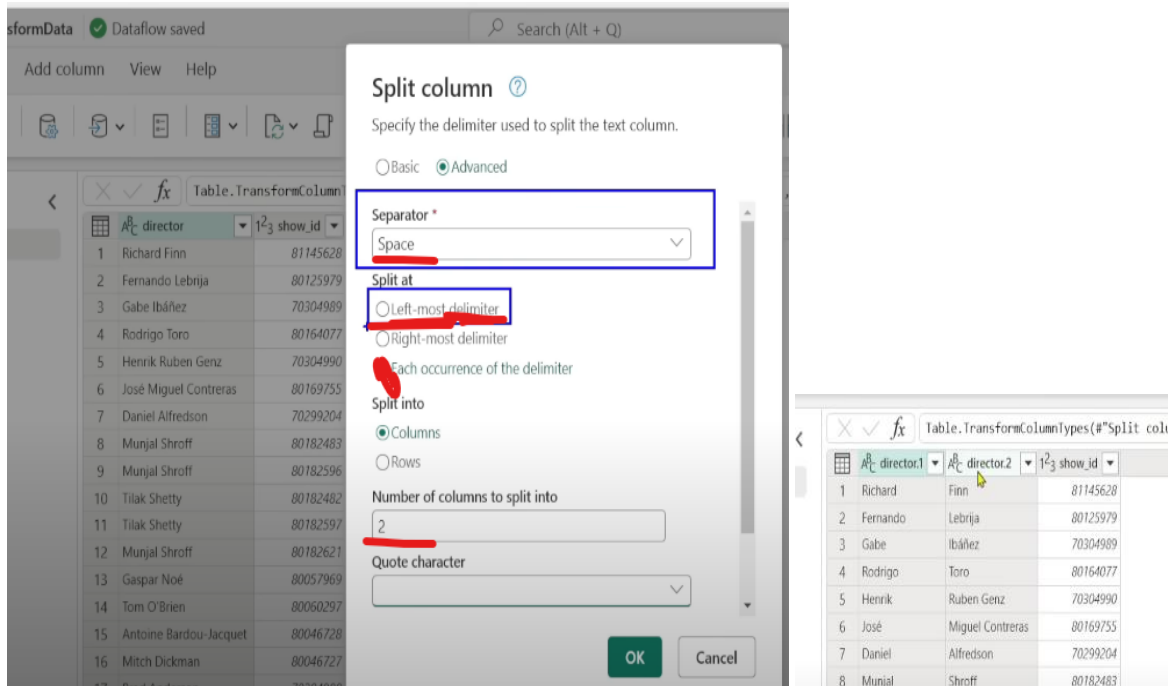 sformData Dataflow saved Search (Alt + Q)
Add column View Help
Split column ?
Specify the delimiter used to split the text column.
Basic Advanced
fx Table.TransformColumnT
Separator *
Space
ABC director 123 show_id
1 Richard Finn 81145628
2 Fernando Lebrija 80125979
3 Gabe Ibáñez 70304989
4 Rodrigo Toro 80164077
5 Henrik Ruben Genz 70304990
6 José Miguel Contreras 80169755
7 Daniel Alfredson 70299204
8 Munjal Shroff 80182483
9 Munjal Shroff 80182596
10 Tilak Shetty 80182482
11 Tilak Shetty 80182597
12 Munjal Shroff 80182621
13 Gaspar Noé 80057969
14 Tom O'Brien 80060297
15 Antoine Bardou-Jacquet 80046728
16 Mitch Dickman 80046727
17
Split at
Left-most delimiter
Right-most delimiter
Each occurrence of the delimiter
Split into
Columns
Rows
Number of columns to split into
2
Quote character
OK Cancel
fx Table.TransformColumnTypes(#"Split colu
ABC director.1 ABC director.2 123 show_id
1 Richard Finn 81145628
2 Fernando Lebrija 80125979
3 Gabe Ibáñez 70304989
4 Rodrigo Toro 80164077
5 Henrik Ruben Genz 70304990
6 José Miguel Contreras 80169755
7 Daniel Alfredson 70299204
8 Munjal Shroff 80182483